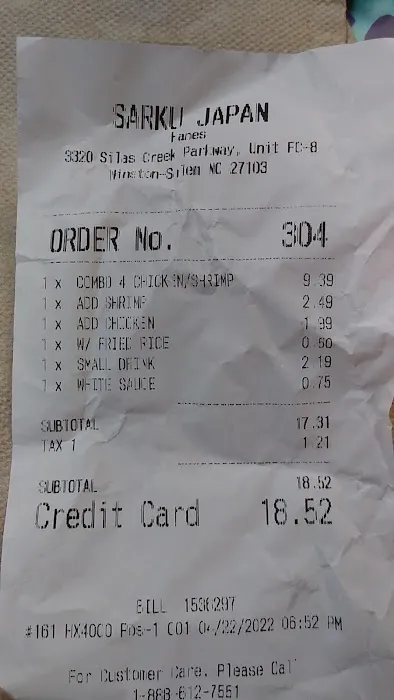 SARKU JAPAN
Hanes
3320 Silas Creek Parkway, Unit FC-8
Winston-Salem NC 27103
ORDER No. 304
1 x COMBO 4 CHICKEN/SHRIMP 9.39
1 x ADD SHRIMP 2.49
1 x ADD CHICKEN 1.99
1 x W/ FRIED RICE 0.50
1 x SMALL DRINK 2.19
1 x WHITE SAUCE 0.75
SUBTOTAL 17.31
TAX 1 1.21
SUBTOTAL 18.52
Credit Card 18.52
BILL 1530297
#161 HX4000 Pos-1 C01 04/22/2022 06:52 PM
For Customer Care, Please Call
1-888-612-7551